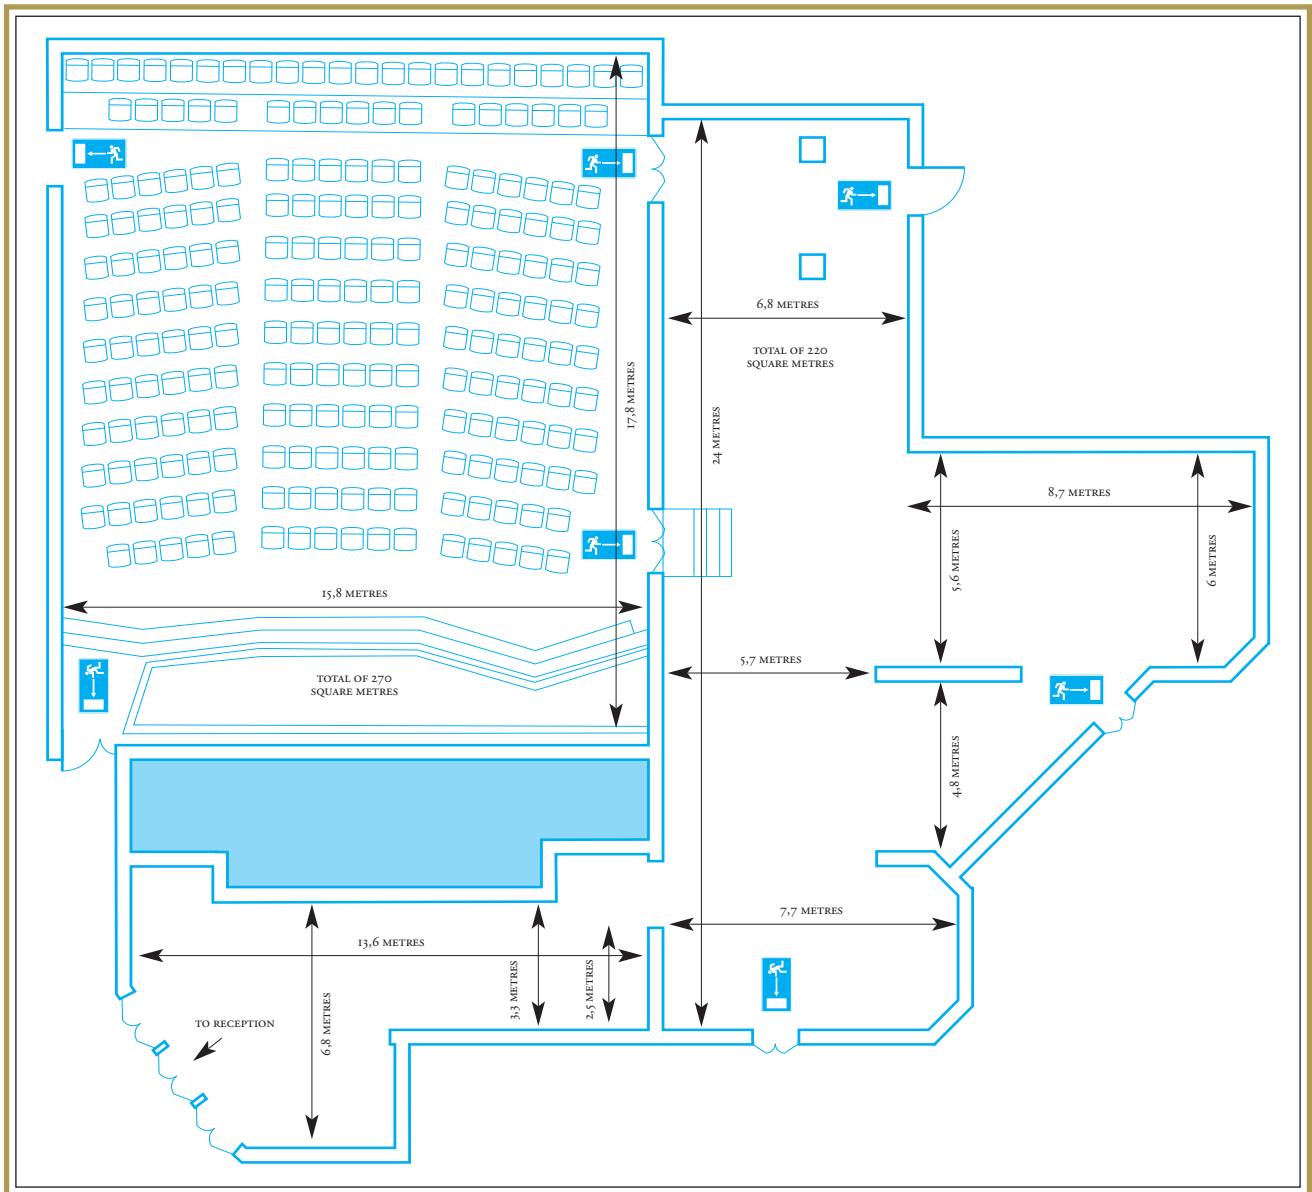 6,8 METRES
TOTAL OF 220
SQUARE METRES
17,8 METRES
24 METRES
8,7 METRES
5,6 METRES
6 METRES
15,8 METRES
5,7 METRES
TOTAL OF 270
SQUARE METRES
4,8 METRES
7,7 METRES
13,6 METRES
3,3 METRES
2,5 METRES
6,8 METRES
TO RECEPTION